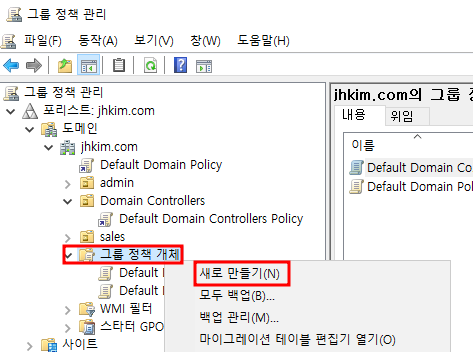 그룹 정책 관리
파일(F) 동작(A) 보기(V) 창(W) 도움말(H)
그룹 정책 관리
포리스트: jhkim.com
도메인
jhkim.com
Default Domain Policy
admin
Domain Controllers
Default Domain Controllers Policy
sales
그룹 정책 개체
Default
Default
WMI 필터
스타터 GPO
사이트
jhkim.com의 그룹
내용 위임
이름
Default Domain Co
Default Domain Pol
새로 만들기(N)
모두 백업(B)...
백업 관리(M)...
마이그레이션 테이블 편집기 열기(O)